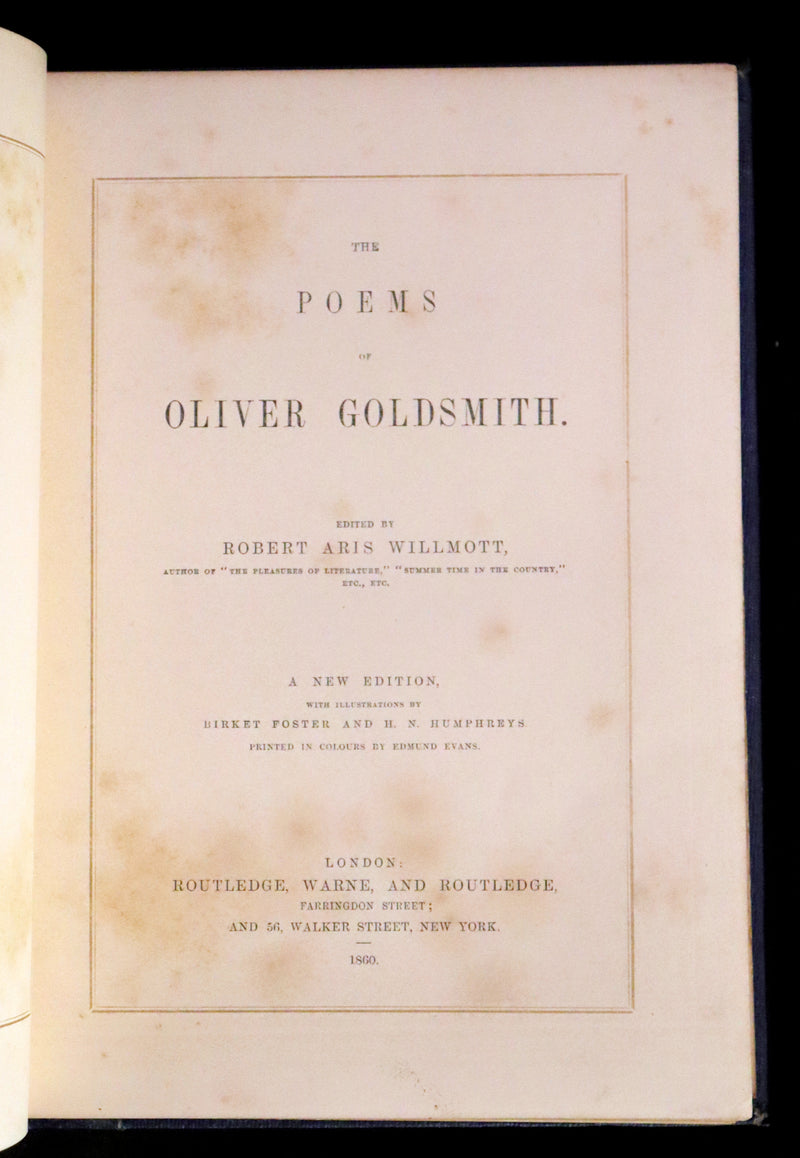 THE
POEMS
OF
OLIVER GOLDSMITH.
EDITED BY
ROBERT ARIS WILLMOTT,
AUTHOR OF "THE PLEASURES OF LITERATURE," "SUMMER TIME IN THE COUNTRY,"
ETC., ETC.
A NEW EDITION,
WITH ILLUSTRATIONS BY
BIRKET FOSTER AND H. N. HUMPHREYS
PRINTED IN COLOURS BY EDMUND EVANS.
LONDON:
ROUTLEDGE, WARNE, AND ROUTLEDGE,
FARRINGDON STREET;
AND 56, WALKER STREET, NEW YORK.
1860.